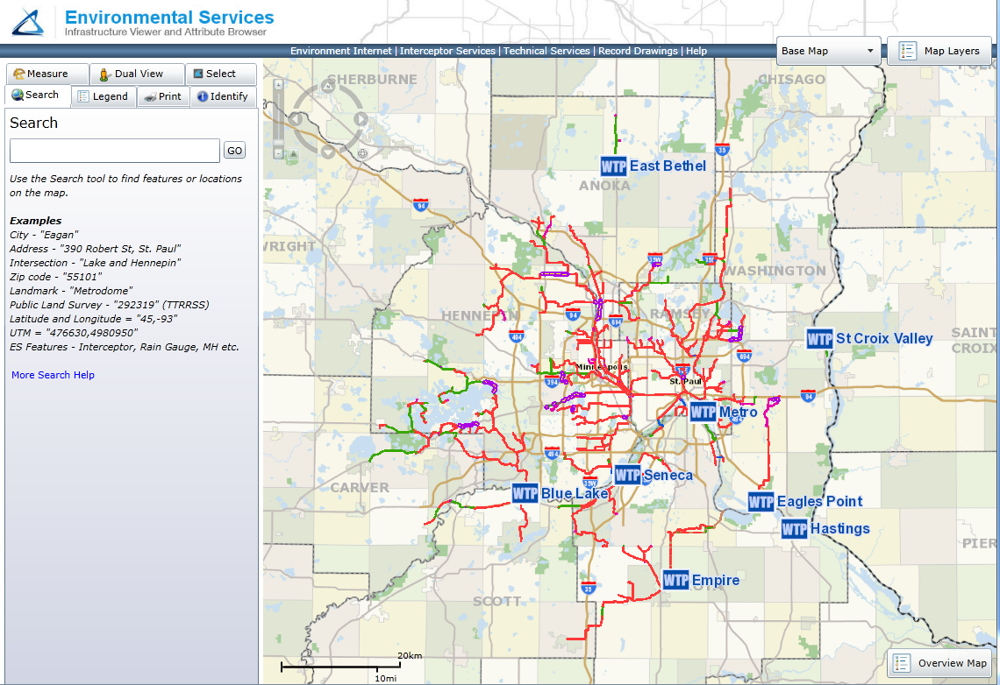 Environmental Services
Infrastructure Viewer and Attribute Browser
Environment Internet | Interceptor Services | Technical Services | Record Drawings | Help
Base Map
Map Layers
Measure
Dual View
Select
Search
Legend
Print
Identify
Search
GO
Use the Search tool to find features or locations
on the map.
Examples
City - "Eagan"
Address - "390 Robert St, St. Paul"
Intersection - "Lake and Hennepin"
Zip code - "55101"
Landmark - "Metrodome"
Public Land Survey - "292319" (TTRRSS)
Latitude and Longitude = "45,-93"
UTM = "476630,4980650"
ES Features - Interceptor, Rain Gauge, MH etc.
More Search Help
SHERBURNE
CHISAGO
35
WTP East Bethel
ANOKA
94
WRIGHT
35W
35E
WASHINGTON
HENNEPIN
94
694
RAMSEY
494
WTP St Croix Valley
SAINT
CROIX
694
Minneapolis
394
St. Paul
94
WTP Metro
494
494
WTP Seneca
35W
CARVER
WTP Blue Lake
WTP Eagles Point
WTP Hastings
PIER
WTP Empire
35
SCOTT
20km
10mi
Overview Map